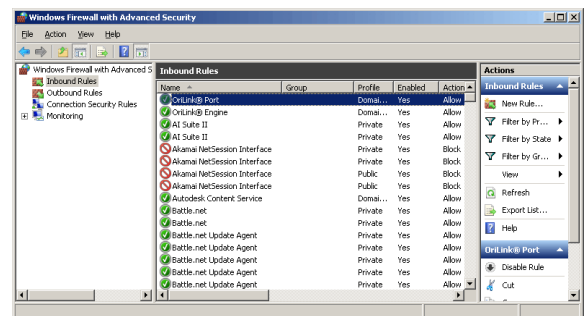 Windows Firewall with Advanced Security
File Action View Help
Windows Firewall with Advanced S
Inbound Rules
Outbound Rules
Connection Security Rules
Monitoring
Inbound Rules
Name Group Profile Enabled Action
OriLink® Port Domai... Yes Allow
OriLink® Engine Domai... Yes Allow
AI Suite II Private Yes Allow
AI Suite II Private Yes Allow
Akamai NetSession Interface Private Yes Block
Akamai NetSession Interface Private Yes Block
Akamai NetSession Interface Public Yes Block
Akamai NetSession Interface Public Yes Block
Autodesk Content Service Domai... Yes Allow
Battle.net Private Yes Allow
Battle.net Private Yes Allow
Battle.net Update Agent Private Yes Allow
Battle.net Update Agent Private Yes Allow
Battle.net Update Agent Private Yes Allow
Battle.net Update Agent Private Yes Allow
Battle.net Update Agent Private Yes Allow
Actions
Inbound Rules
New Rule...
Filter by Pr...
Filter by State
Filter by Gr...
View
Refresh
Export List...
Help
OriLink® Port
Disable Rule
Cut